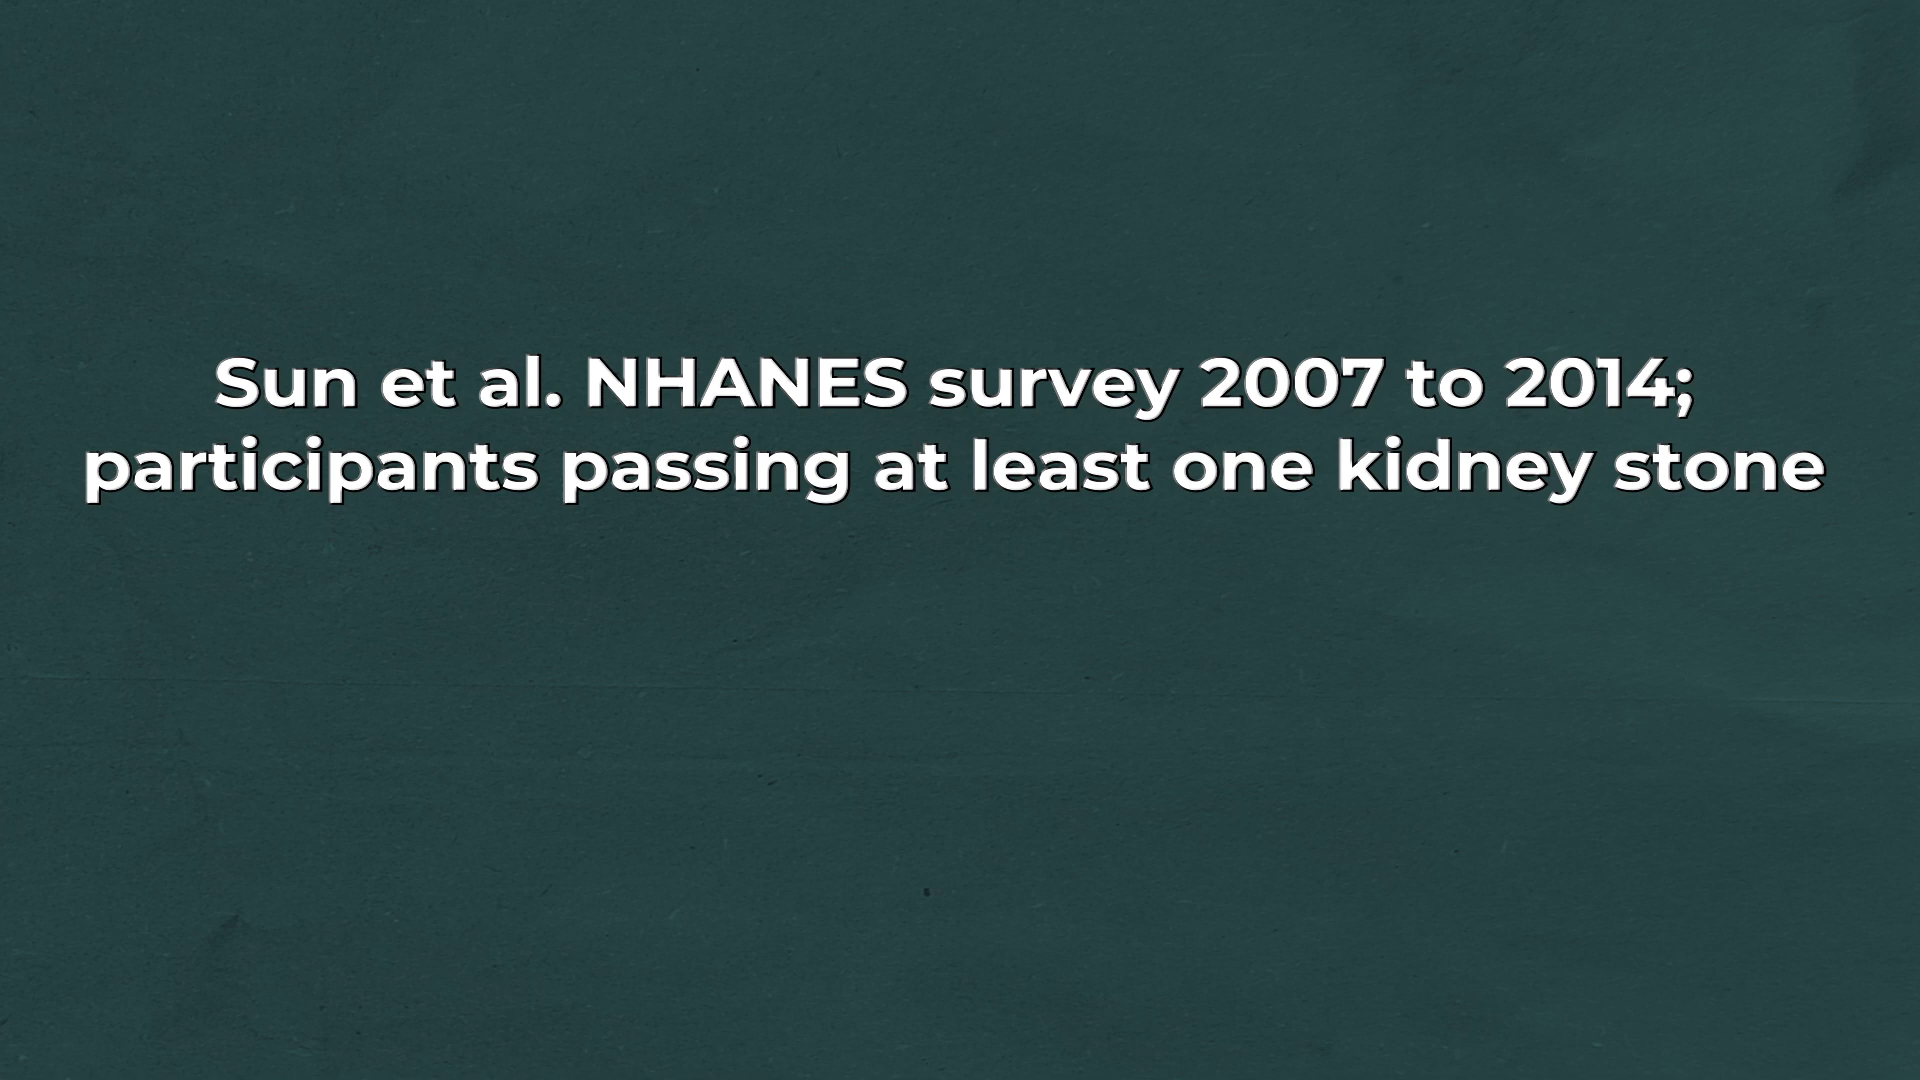 Sun et al. NHANES survey 2007 to 2014;
participants passing at least one kidney stone